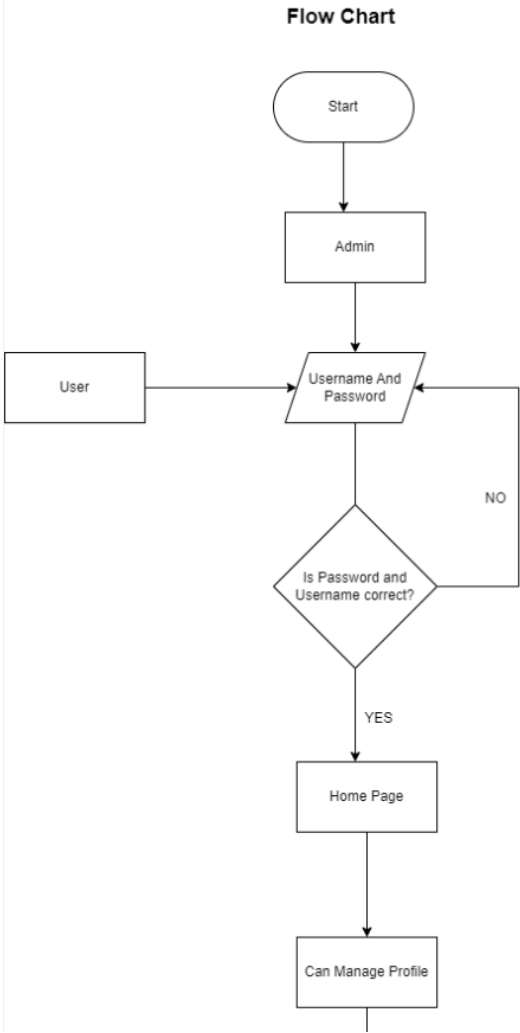 Flow Chart
Start
Admin
User
Username And
Password
NO
Is Password and
Username correct?
YES
Home Page
Can Manage Profile